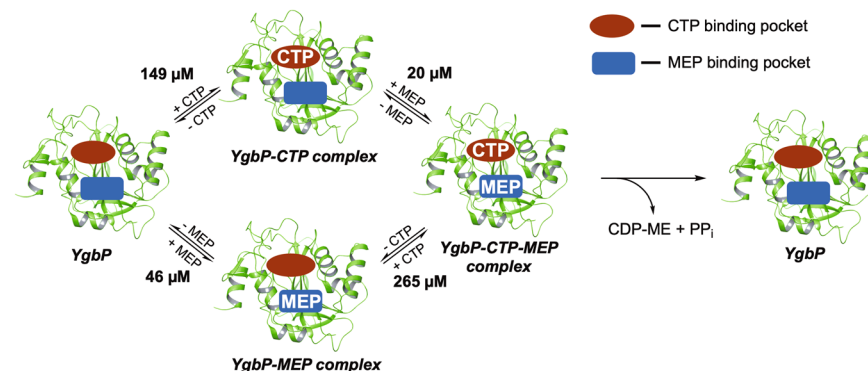 CTP binding pocket
MEP binding pocket
CTP
149 µM
+ CTP
- CTP
20 µM
+ MEP
- MEP
YgbP-CTP complex
CTP
MEP
YgbP
- MEP
+ MEP
46 µM
- CTP
+ CTP
265 µM
YgbP-CTP-MEP
complex
CDP-ME + PPi
YgbP
MEP
YgbP-MEP complex